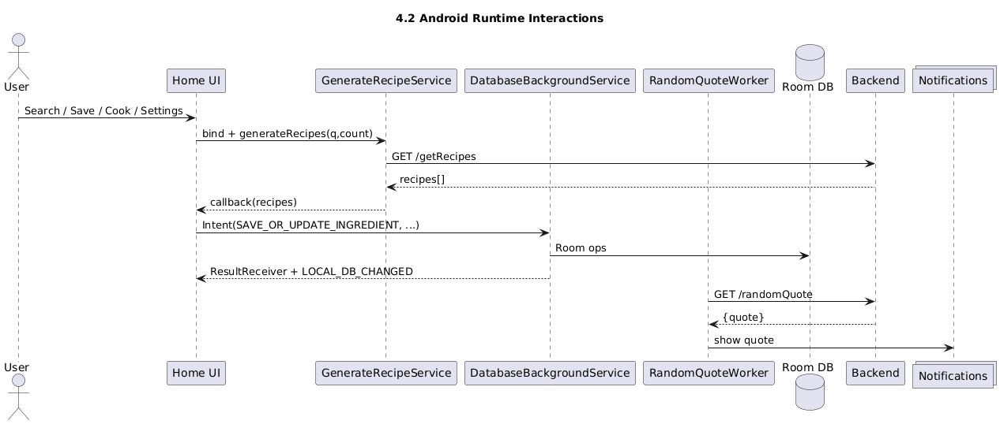 4.2 Android Runtime Interactions
User
Home UI
GenerateRecipeService
DatabaseBackgroundService
RandomQuoteWorker
Room DB
Backend
Notifications
Search / Save / Cook / Settings
bind + generateRecipes(q,count)
GET /getRecipes
recipes[]
callback(recipes)
Intent(SAVE_OR_UPDATE_INGREDIENT, ...)
Room ops
ResultReceiver + LOCAL_DB_CHANGED
GET /randomQuote
{quote}
show quote
User
Home UI
GenerateRecipeService
DatabaseBackgroundService
RandomQuoteWorker
Room DB
Backend
Notifications